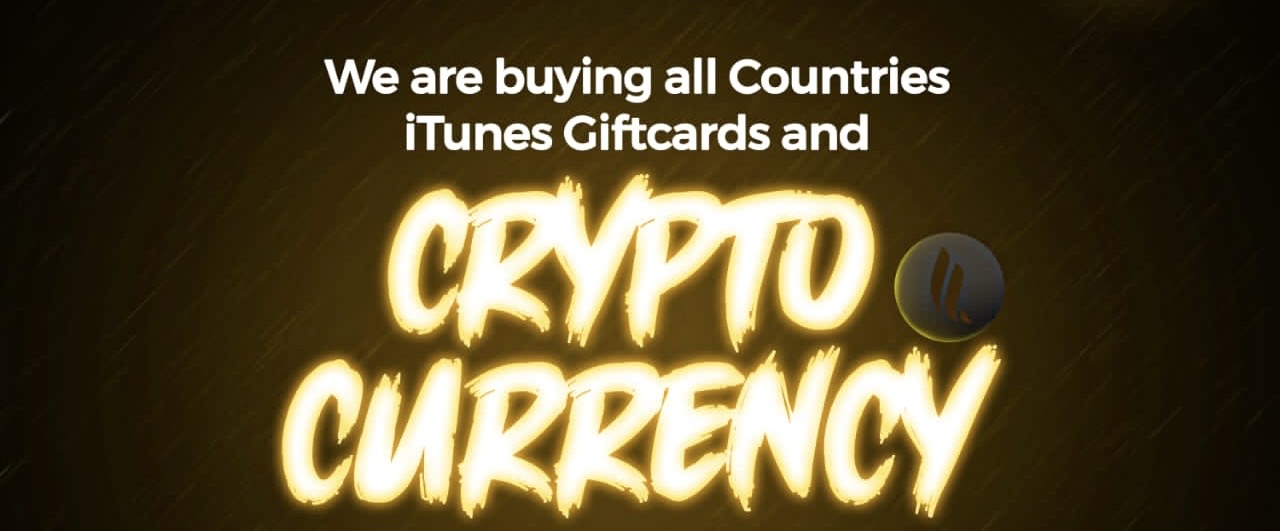 We are buying all Countries
iTunes Giftcards and
CRYPTO
CURRENCY